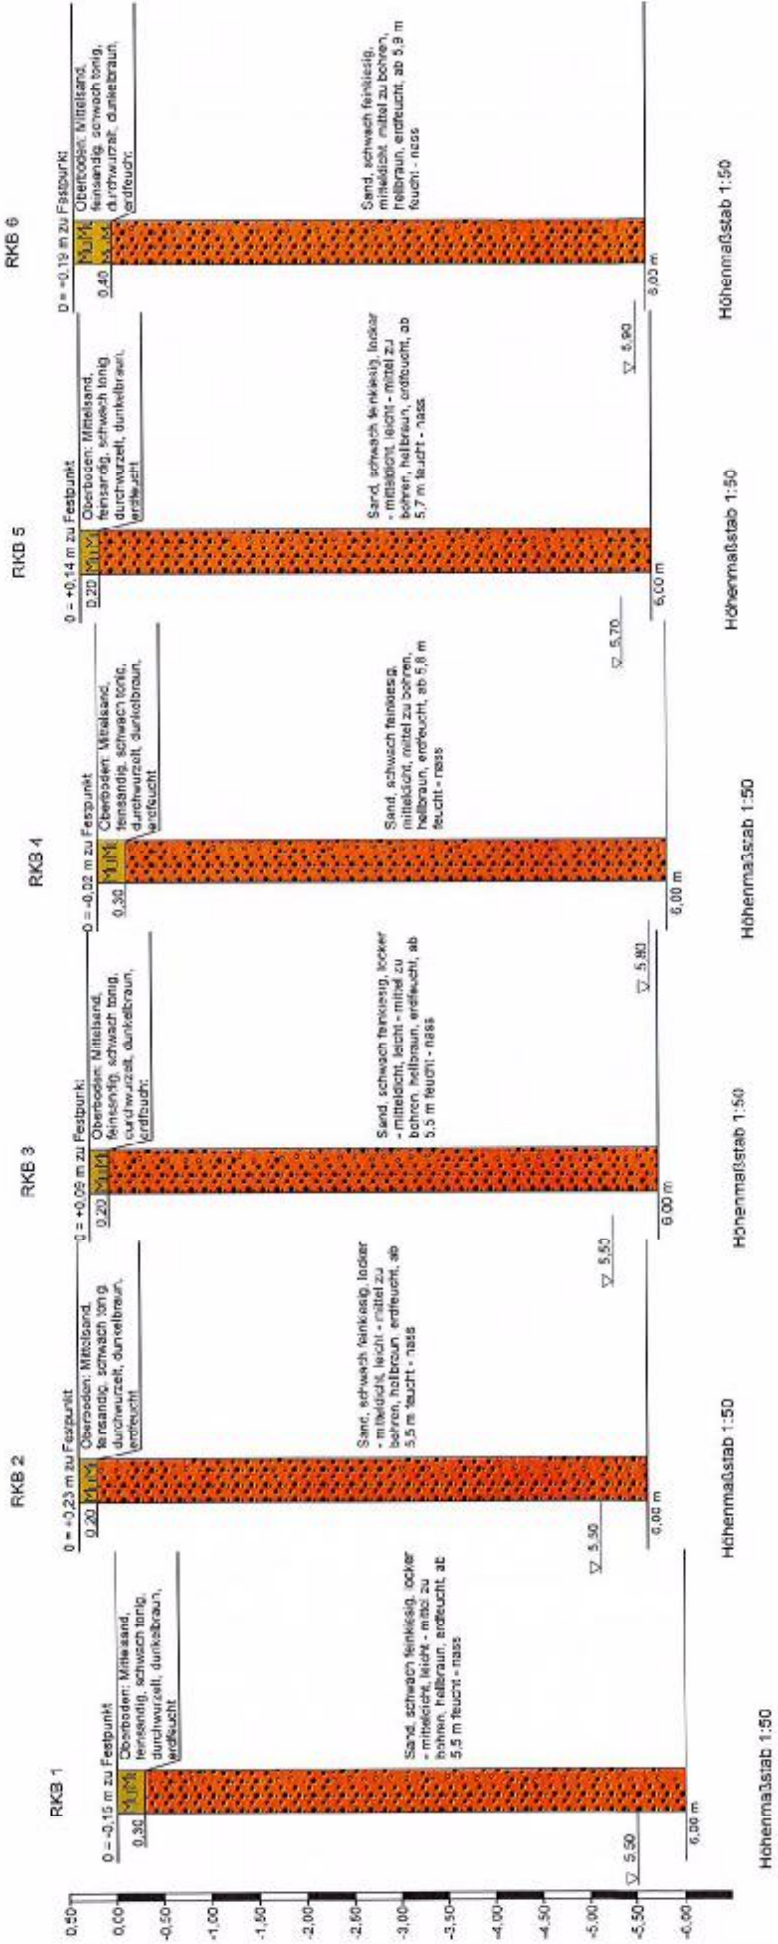 RKB 1
0 = -0,15 m zu Festpunkt
Oberboden: Mittelsand,
feinsandig, schwach tonig,
durchwurzelt, dunkelbraun,
erdfeucht
0,30
Sand, schwach feinkiesig, locker
- mitteldicht, leicht - mittel zu
bohren, hellbraun, erdfeucht, ab
5,5 m feucht - nass
5,50
6,00 m
Höhenmaßstab 1:50
RKB 2
0 = +0,23 m zu Festpunkt
Oberboden: Mittelsand,
feinsandig, schwach tonig,
durchwurzelt, dunkelbraun,
erdfeucht
0,20
Sand, schwach feinkiesig, locker
- mitteldicht, leicht - mittel zu
bohren, hellbraun, erdfeucht, ab
5,5 m feucht - nass
5,50
6,00 m
Höhenmaßstab 1:50
RKB 3
0 = +0,09 m zu Festpunkt
Oberboden: Mittelsand,
feinsandig, schwach tonig,
durchwurzelt, dunkelbraun,
erdfeucht
0,20
Sand, schwach feinkiesig, locker
- mitteldicht, leicht - mittel zu
bohren, hellbraun, erdfeucht, ab
5,5 m feucht - nass
5,50
6,00 m
Höhenmaßstab 1:50
RKB 4
0 = -0,02 m zu Festpunkt
Oberboden: Mittelsand,
feinsandig, schwach tonig,
durchwurzelt, dunkelbraun,
erdfeucht
0,30
Sand, schwach feinkiesig,
mitteldicht, mittel zu bohren,
hellbraun, erdfeucht, ab 5,8 m
feucht - nass
5,80
6,00 m
Höhenmaßstab 1:50
RKB 5
0 = +0,14 m zu Festpunkt
Oberboden: Mittelsand,
feinsandig, schwach tonig,
durchwurzelt, dunkelbraun,
erdfeucht
0,20
Sand, schwach feinkiesig, locker
- mitteldicht, leicht - mittel zu
bohren, hellbraun, erdfeucht, ab
5,7 m feucht - nass
5,70
6,00 m
Höhenmaßstab 1:50
RKB 6
0 = +0,19 m zu Festpunkt
Oberboden: Mittelsand,
feinsandig, schwach tonig,
durchwurzelt, dunkelbraun,
erdfeucht
0,40
Sand, schwach feinkiesig,
mitteldicht, mittel zu bohren,
hellbraun, erdfeucht, ab 5,9 m
feucht - nass
5,90
6,00 m
Höhenmaßstab 1:50
0,50
0,00
-0,50
-1,00
-1,50
-2,00
-2,50
-3,00
-3,50
-4,00
-4,50
-5,00
-5,50
-6,00